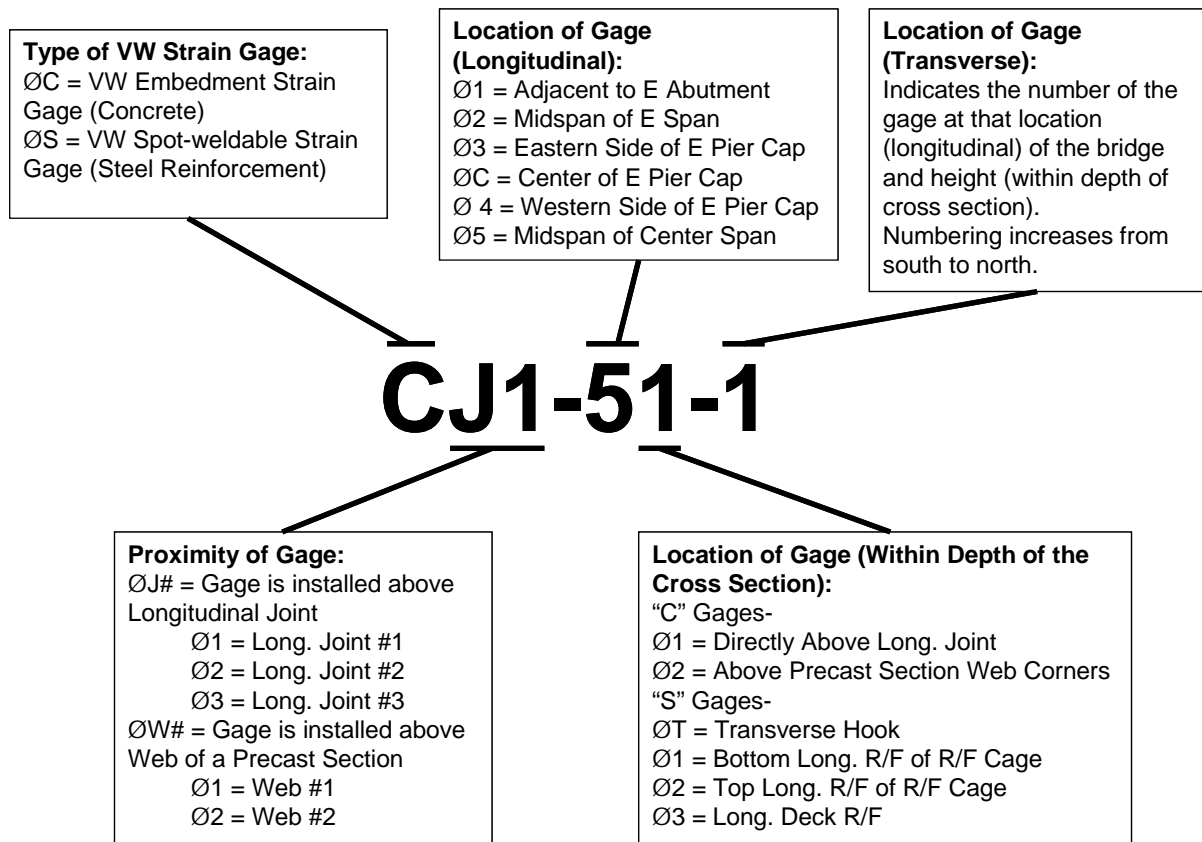 Type of VW Strain Gage:
ØC = VW Embedment Strain
Gage (Concrete)
ØS = VW Spot-weldable Strain
Gage (Steel Reinforcement)
Location of Gage
(Longitudinal):
Ø1 = Adjacent to E Abutment
Ø2 = Midspan of E Span
Ø3 = Eastern Side of E Pier Cap
ØC = Center of E Pier Cap
Ø 4 = Western Side of E Pier Cap
Ø5 = Midspan of Center Span
Location of Gage
(Transverse):
Indicates the number of the
gage at that location
(longitudinal) of the bridge
and height (within depth of
cross section).
Numbering increases from
south to north.
CJ1-51-1
Proximity of Gage:
ØJ# = Gage is installed above
Longitudinal Joint
Ø1 = Long. Joint #1
Ø2 = Long. Joint #2
Ø3 = Long. Joint #3
ØW# = Gage is installed above
Web of a Precast Section
Ø1 = Web #1
Ø2 = Web #2
Location of Gage (Within Depth of the
Cross Section):
“C” Gages-
Ø1 = Directly Above Long. Joint
Ø2 = Above Precast Section Web Corners
“S” Gages-
ØT = Transverse Hook
Ø1 = Bottom Long. R/F of R/F Cage
Ø2 = Top Long. R/F of R/F Cage
Ø3 = Long. Deck R/F